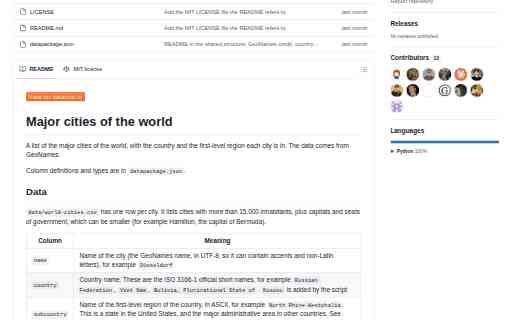 Report repository
LICENSE Add the MIT LICENSE file the README refers to last month
README.md Add the MIT LICENSE file the README refers to last month
datapackage.json README in the shared structure: GeoNames credit, country,... last month
README MIT license
Major cities of the world
A list of the major cities of the world, with the country and the first-level region each city is in. The data comes from
GeoNames.
Column definitions and types are in datapackage.json.
Data
data/world-cities.csv has one row per city. It lists cities with more than 15,000 inhabitants, plus capitals and seats
of government, which can be smaller (for example Hamilton, the capital of Bermuda).
Column Meaning
name Name of the city (the GeoNames name, in UTF-8, so it can contain accents and non-Latin
letters), for example Düsseldorf
country Country name. These are the ISO 3166-1 official short names, for example Russian
Federation, Viet Nam, Bolivia, Plurinational State of. Kosovo is added by the script
subcountry Name of the first-level region of the country, in ASCII, for example North Rhine-Westphalia.
This is a state in the United States, and the major administrative area in other countries. See
Releases
No releases published
Contributors 13
Languages
Python 100%